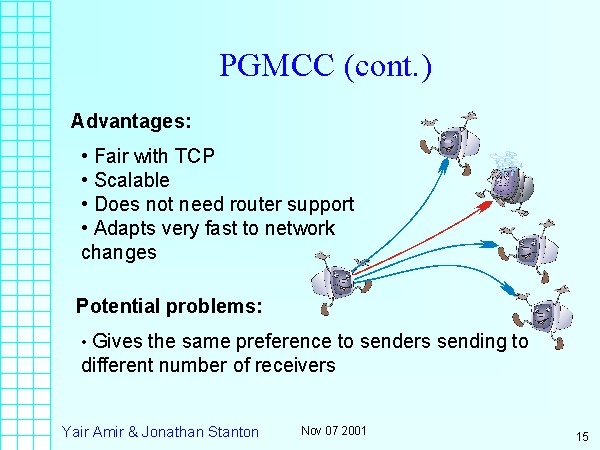 PGMCC (cont. )
Advantages:
• Fair with TCP
• Scalable
• Does not need router support
• Adapts very fast to network
changes
Potential problems:
• Gives the same preference to senders sending to
different number of receivers
Yair Amir & Jonathan Stanton
Nov 07 2001
15